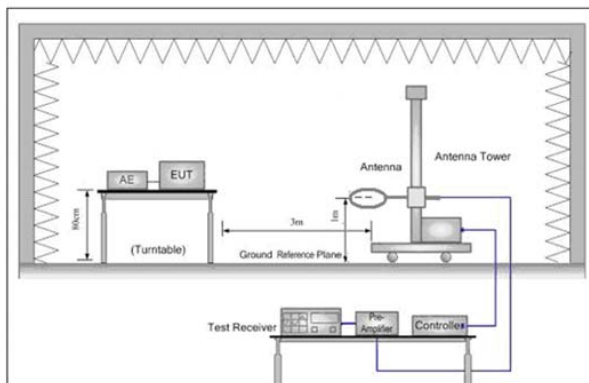 Antenna
Antenna Tower
AE
EUT
80cm
(Turntable)
3m
1m
Ground Reference Plane
Test Receiver
Pre-
Amplifier
Controller